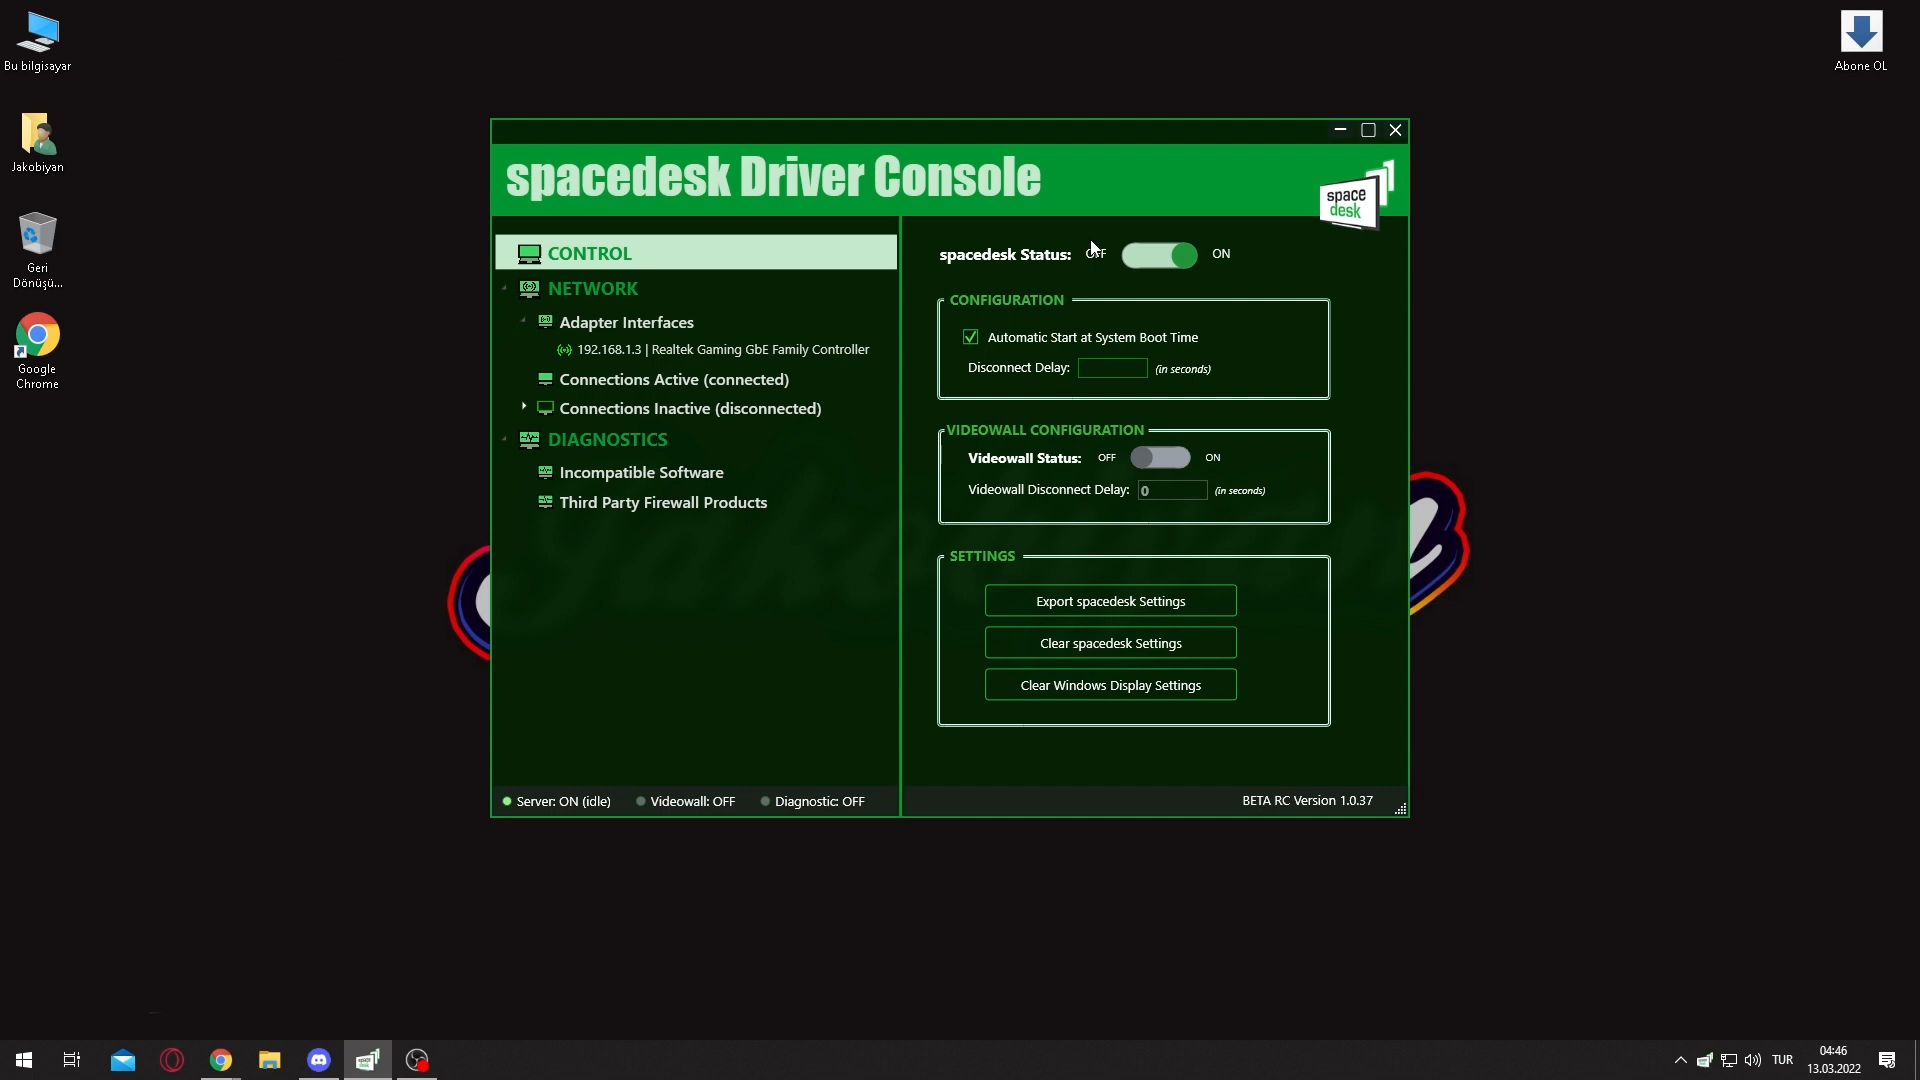 Bu bilgisayar
Jakobiyan
Geri
Dönüşü...
Google
Chrome
Abone OL
spacedesk Driver Console
space
desk
CONTROL
NETWORK
Adapter Interfaces
192.168.1.3 | Realtek Gaming GbE Family Controller
Connections Active (connected)
Connections Inactive (disconnected)
DIAGNOSTICS
Incompatible Software
Third Party Firewall Products
spacedesk Status: OFF ON
CONFIGURATION
Automatic Start at System Boot Time
Disconnect Delay: (in seconds)
VIDEOWALL CONFIGURATION
Videowall Status: OFF ON
Videowall Disconnect Delay: 0 (in seconds)
SETTINGS
Export spacedesk Settings
Clear spacedesk Settings
Clear Windows Display Settings
Server: ON (idle) Videowall: OFF Diagnostic: OFF
BETA RC Version 1.0.37
space
desk
TUR
04:46
13.03.2022